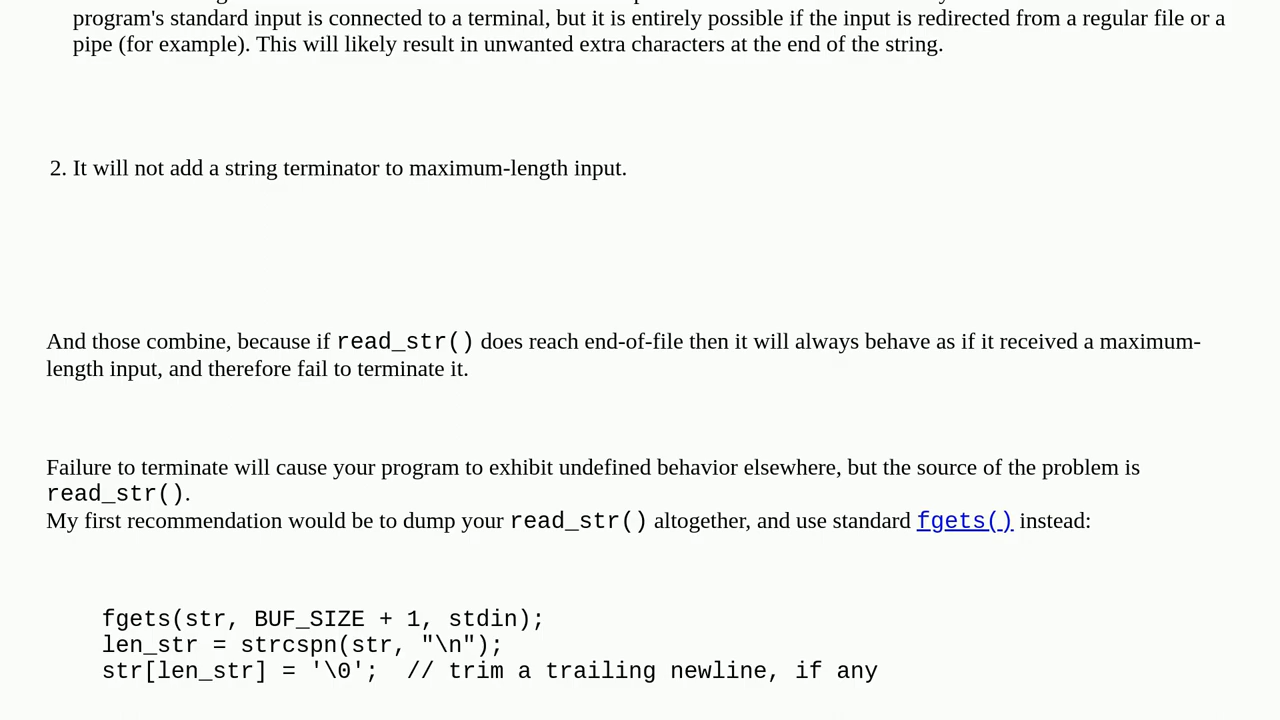 program's standard input is connected to a terminal, but it is entirely possible if the input is redirected from a regular file or a
pipe (for example). This will likely result in unwanted extra characters at the end of the string.
2. It will not add a string terminator to maximum-length input.
And those combine, because if read_str() does reach end-of-file then it will always behave as if it received a maximum-
length input, and therefore fail to terminate it.
Failure to terminate will cause your program to exhibit undefined behavior elsewhere, but the source of the problem is
read_str().
My first recommendation would be to dump your read_str() altogether, and use standard fgets() instead:
fgets(str, BUF_SIZE + 1, stdin);
len_str = strcspn(str, "\n");
str[len_str] = '\0';  // trim a trailing newline, if any